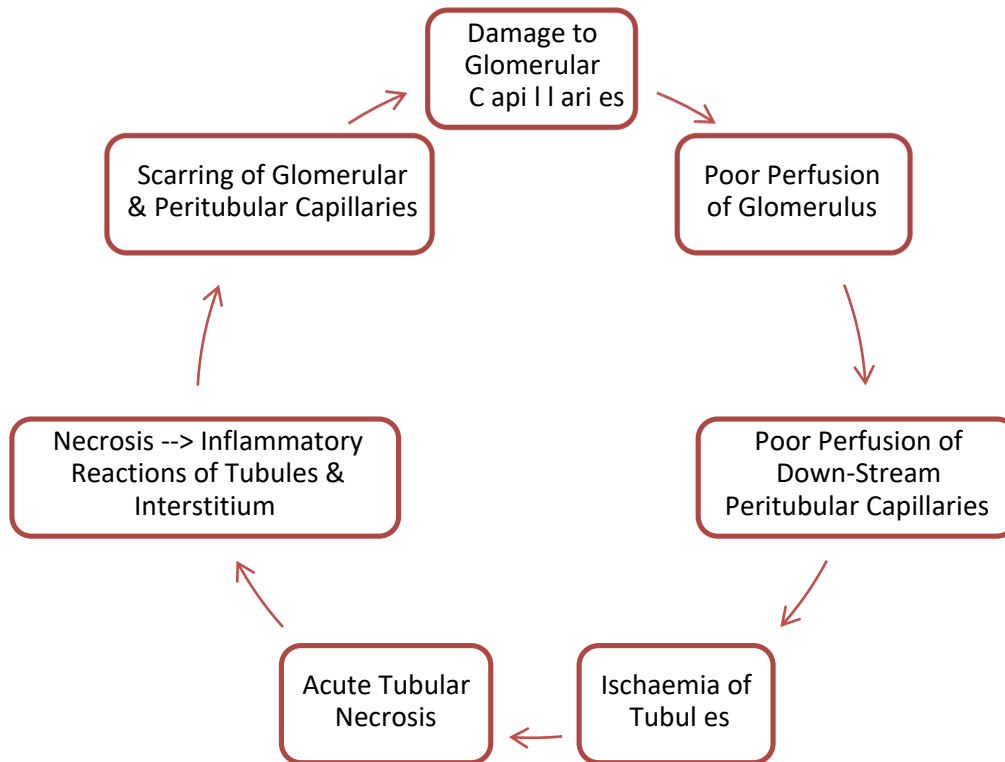 Damage to
Glomerular
C api l l ari es
Poor Perfusion
of Glomerulus
Poor Perfusion of
Down-Stream
Peritubular Capillaries
Ischaemia of
Tubul es
Acute Tubular
Necrosis
Necrosis --> Inflammatory
Reactions of Tubules &
Interstitium
Scarring of Glomerular
& Peritubular Capillaries